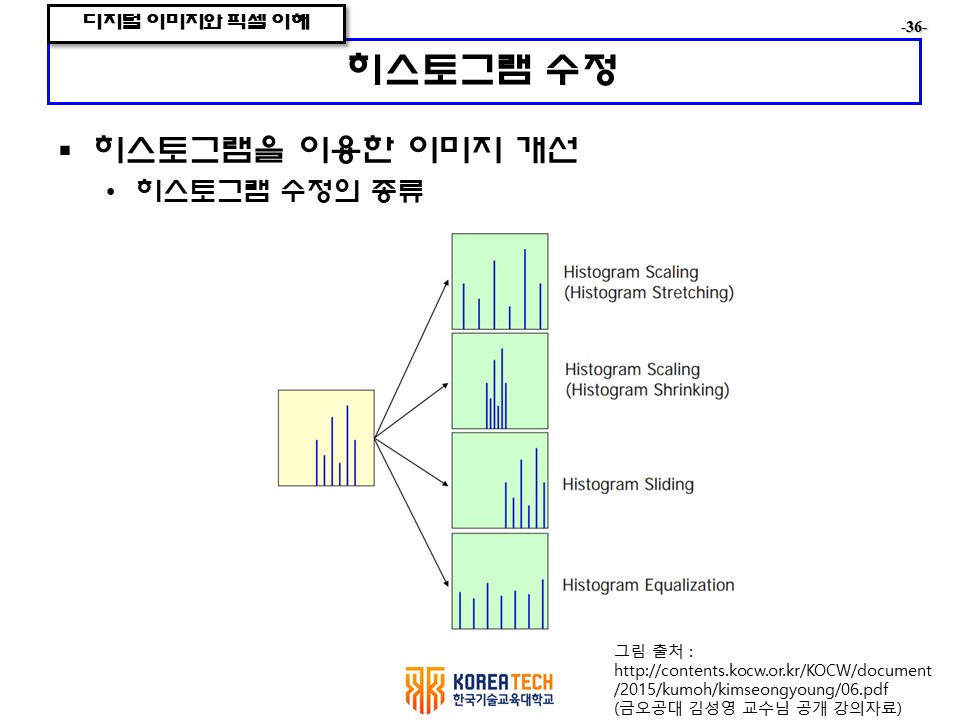 디지털 이미지와 픽셀 이해
-36-
히스토그램 수정
▪ 히스토그램을 이용한 이미지 개선
• 히스토그램 수정의 종류
Histogram Scaling
(Histogram Stretching)
Histogram Scaling
(Histogram Shrinking)
Histogram Sliding
Histogram Equalization
그림 출처 :
http://contents.kocw.or.kr/KOCW/document
/2015/kumoh/kimseongyoung/06.pdf
(금오공대 김성영 교수님 공개 강의자료)
KOREATECH
한국기술교육대학교